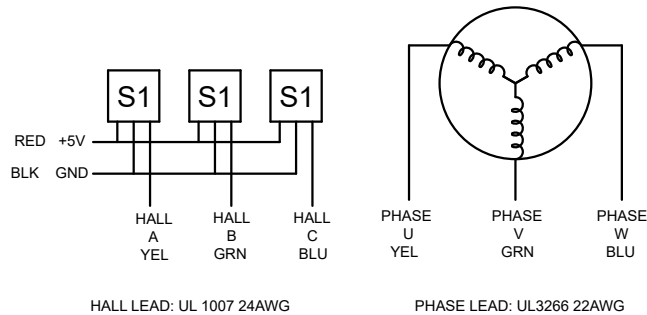 S1 S1 S1
RED +5V
BLK GND
HALL
A
YEL
HALL
B
GRN
HALL
C
BLU
PHASE
U
YEL
PHASE
V
GRN
PHASE
W
BLU
HALL LEAD: UL 1007 24AWG
PHASE LEAD: UL3266 22AWG